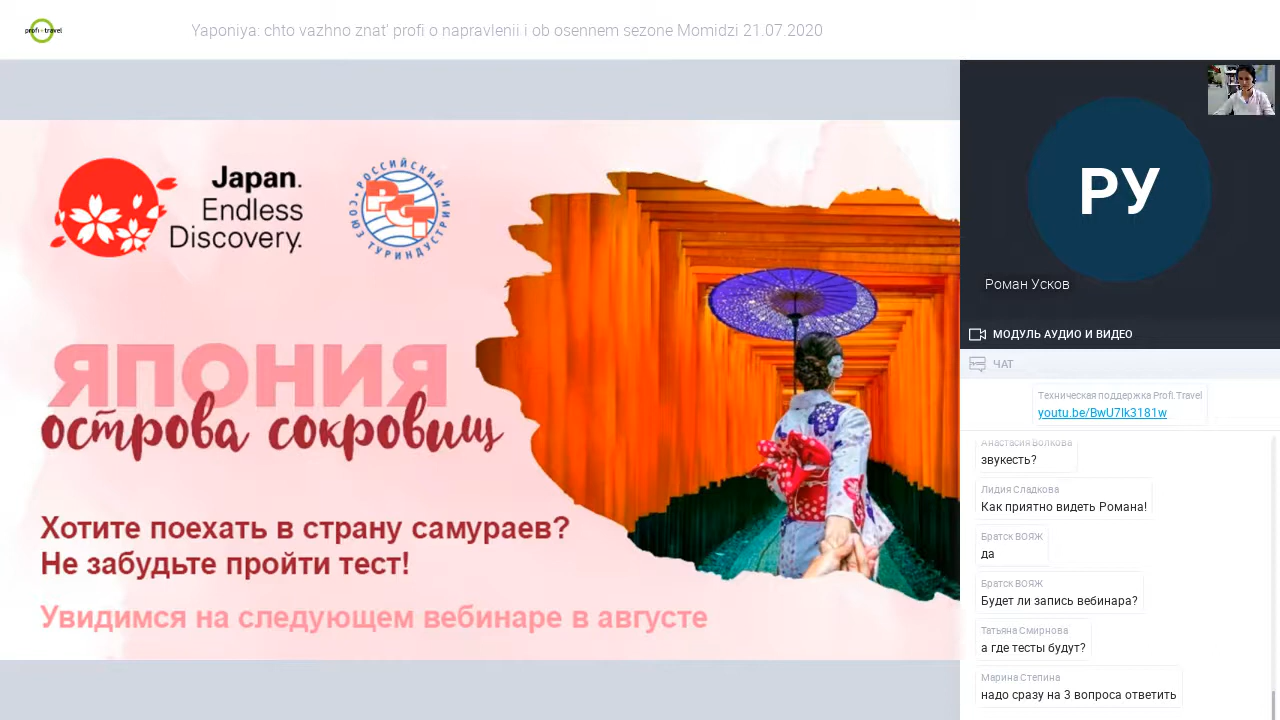 profi travel
Yaponiya: chto vazhno znat' profi o napravlenii i ob osennem sezone Momidzi 21.07.2020
Japan.
Endless
Discovery.
РОССИЙСКИЙ
СОЮЗ ТУРИНДУСТРИИ
РСТ
ЯПОНИЯ
острова сокровищ
Хотите поехать в страну самураев?
Не забудьте пройти тест!
Увидимся на следующем вебинаре в августе
РУ
Роман Усков
МОДУЛЬ АУДИО И ВИДЕО
ЧАТ
Техническая поддержка Profi.Travel
youtu.be/BwU7lk3181w
Анастасия Волкова
звукесть?
Лидия Сладкова
Как приятно видеть Романа!
Братск ВОЯЖ
да
Братск ВОЯЖ
Будет ли запись вебинара?
Татьяна Смирнова
а где тесты будут?
Марина Степина
надо сразу на 3 вопроса ответить